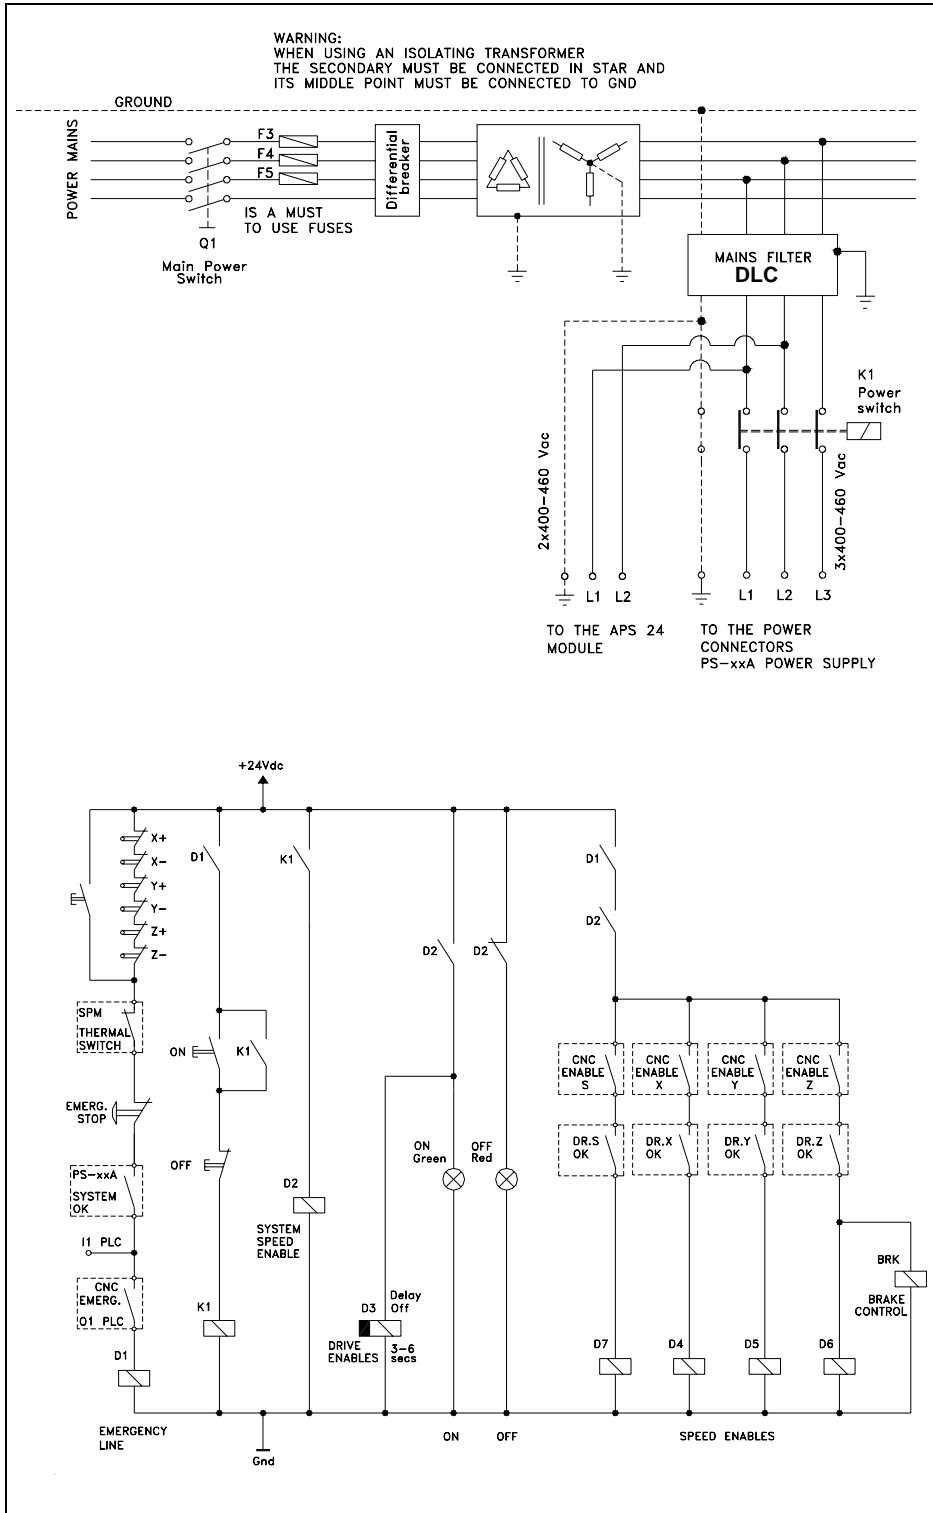 WARNING:
WHEN USING AN ISOLATING TRANSFORMER
THE SECONDARY MUST BE CONNECTED IN STAR AND
ITS MIDDLE POINT MUST BE CONNECTED TO GND
GROUND
POWER MAINS
F3
F4
F5
IS A MUST
TO USE FUSES
Q1
Main Power
Switch
Differential
breaker
MAINS FILTER
DLC
K1
Power
switch
2x400-460 Vac
3x400-460 Vac
L1
L2
L1
L2
L3
TO THE APS 24
MODULE
TO THE POWER
CONNECTORS
PS-xxA POWER SUPPLY
+24Vdc
X+
X-
Y+
Y-
Z+
Z-
SPM
THERMAL
SWITCH
EMERG.
STOP
PS-xxA
SYSTEM
OK
I1 PLC
CNC
EMERG.
O1 PLC
D1
EMERGENCY
LINE
D1
ON
K1
OFF
K1
Gnd
K1
D2
SYSTEM
SPEED
ENABLE
D2
D2
ON
Green
OFF
Red
D3
Delay
Off
DRIVE
ENABLES
3-6
secs
ON
OFF
D1
D2
CNC
ENABLE
S
CNC
ENABLE
X
CNC
ENABLE
Y
CNC
ENABLE
Z
DR.S
OK
DR.X
OK
DR.Y
OK
DR.Z
OK
BRK
BRAKE
CONTROL
D7
D4
D5
D6
SPEED ENABLES